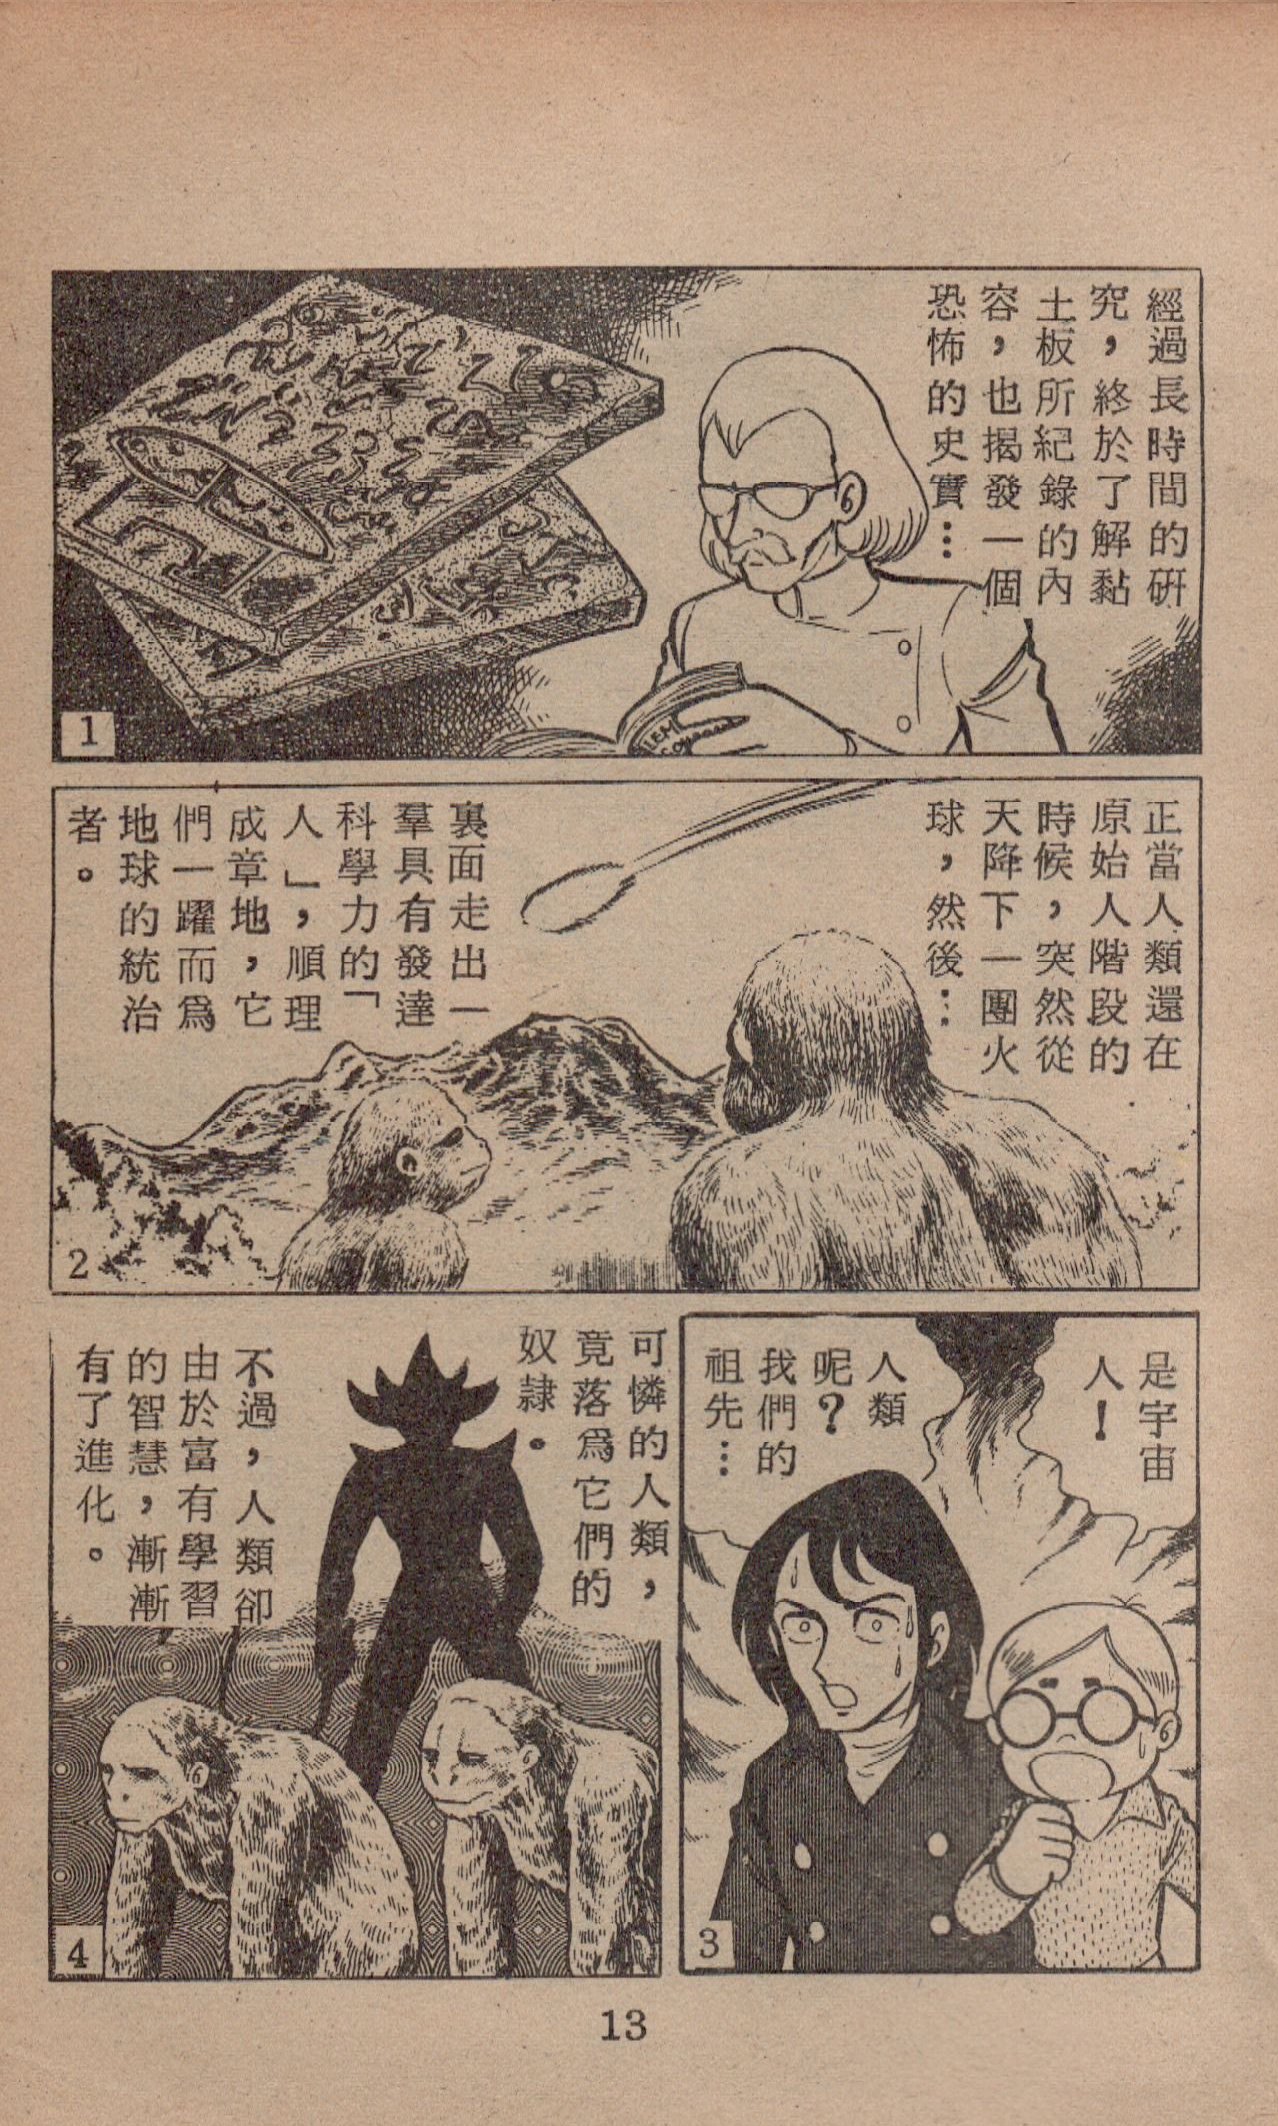 經過長時間的研
究，終於了解黏
土板所紀錄的內
容，也揭發一個
恐怖的史實…
1
正當人類還在
原始人階段的
時候，突然從
天降下一團火
球，然後…
裏面走出一
羣具有發達
科學力的「
人」，順理
成章地，它
們一躍而為
地球的統治
者。
2
是宇宙
人！
人類
呢？
我們的
祖先…
3
可憐的人類，
竟落為它們的
奴隸。
不過，人類卻
由於富有學習
的智慧，漸漸
有了進化。
4
13